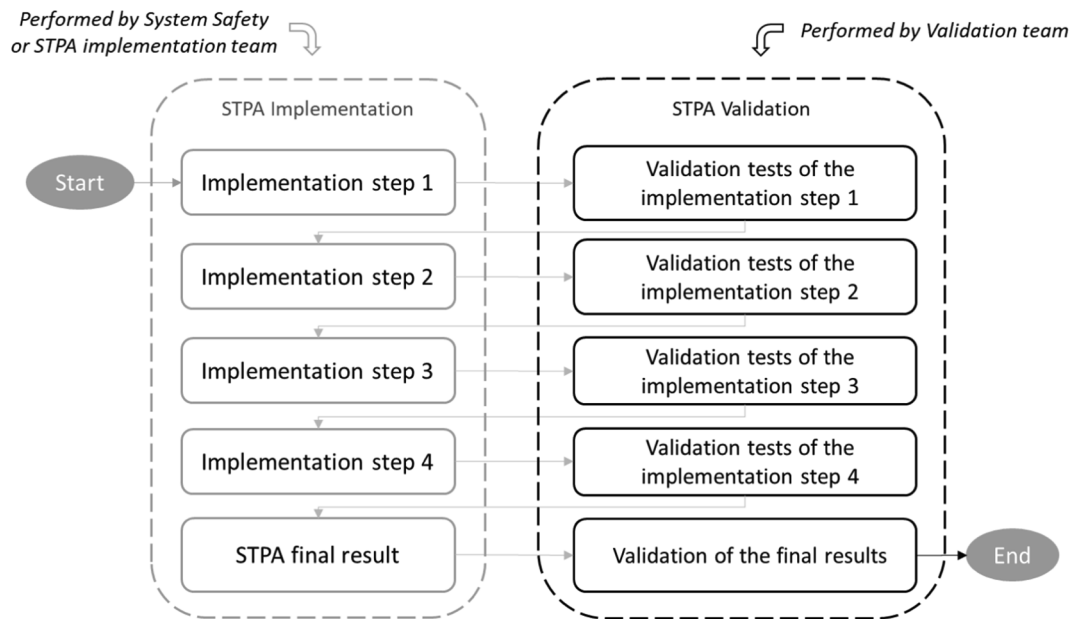 Performed by System Safety
or STPA implementation team
Performed by Validation team
STPA Implementation
STPA Validation
Start
Implementation step 1
Validation tests of the
implementation step 1
Implementation step 2
Validation tests of the
implementation step 2
Implementation step 3
Validation tests of the
implementation step 3
Implementation step 4
Validation tests of the
implementation step 4
STPA final result
Validation of the final results
End